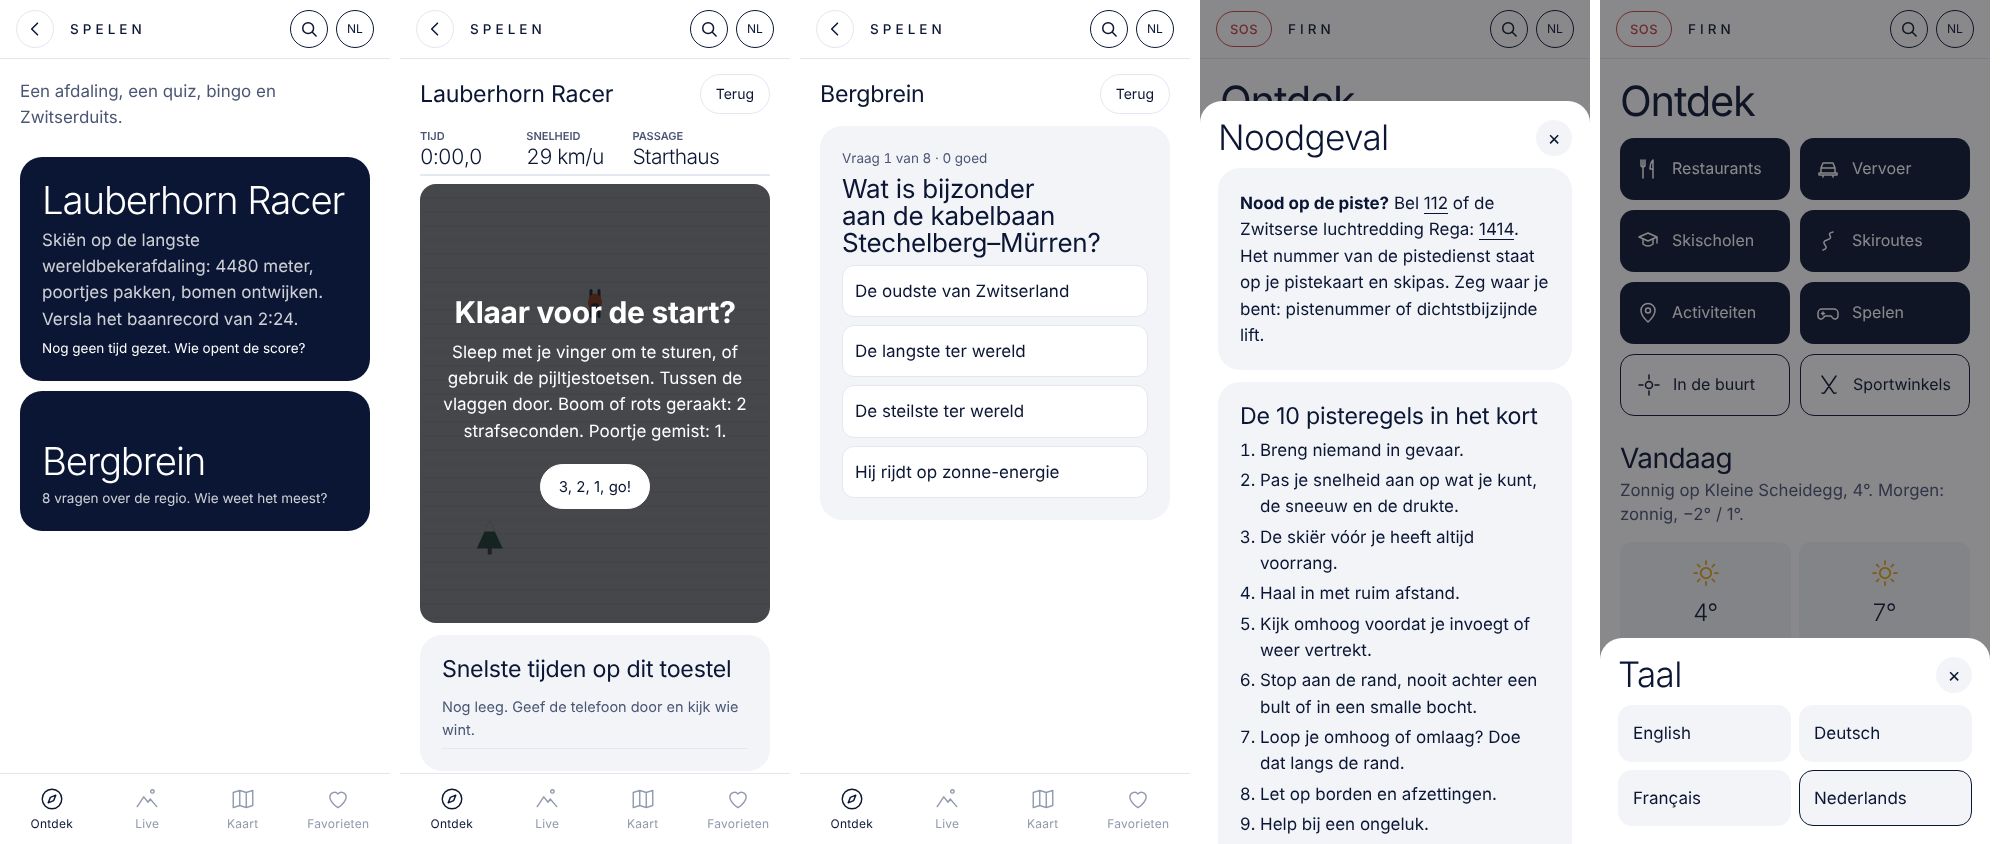 SPELEN
NL
Een afdaling, een quiz, bingo en
Zwitserduits.
Lauberhorn Racer
Skiën op de langste
wereldbekerafdaling: 4480 meter,
poortjes pakken, bomen ontwijken.
Versla het baanrecord van 2:24.
Nog geen tijd gezet. Wie opent de score?
Bergbrein
8 vragen over de regio. Wie weet het meest?
Ontdek
Live
Kaart
Favorieten
SPELEN
NL
Lauberhorn Racer
Terug
TIJD
SNELHEID
PASSAGE
0:00,0
29 km/u
Starthaus
Klaar voor de start?
Sleep met je vinger om te sturen, of
gebruik de pijltjestoetsen. Tussen de
vlaggen door. Boom of rots geraakt: 2
strafseconden. Poortje gemist: 1.
3, 2, 1, go!
Snelste tijden op dit toestel
Nog leeg. Geef de telefoon door en kijk wie
wint.
Ontdek
Live
Kaart
Favorieten
SPELEN
NL
Bergbrein
Terug
Vraag 1 van 8 · 0 goed
Wat is bijzonder
aan de kabelbaan
Stechelberg–Mürren?
De oudste van Zwitserland
De langste ter wereld
De steilste ter wereld
Hij rijdt op zonne-energie
Ontdek
Live
Kaart
Favorieten
SOS
FIRN
NL
Ontdek
Noodgeval
×
Nood op de piste? Bel 112 of de
Zwitserse luchtredding Rega: 1414.
Het nummer van de pistedienst staat
op je pistekaart en skipas. Zeg waar je
bent: pistenummer of dichtstbijzijnde
lift.
De 10 pisteregels in het kort
1. Breng niemand in gevaar.
2. Pas je snelheid aan op wat je kunt,
de sneeuw en de drukte.
3. De skiër vóór je heeft altijd
voorrang.
4. Haal in met ruim afstand.
5. Kijk omhoog voordat je invoegt of
weer vertrekt.
6. Stop aan de rand, nooit achter een
bult of in een smalle bocht.
7. Loop je omhoog of omlaag? Doe
dat langs de rand.
8. Let op borden en afzettingen.
9. Help bij een ongeluk.
SOS
FIRN
NL
Ontdek
Restaurants
Vervoer
Skischolen
Skiroutes
Activiteiten
Spelen
In de buurt
Sportwinkels
Vandaag
Zonnig op Kleine Scheidegg, 4°. Morgen:
zonnig, −2° / 1°.
4°
7°
Taal
×
English
Deutsch
Français
Nederlands